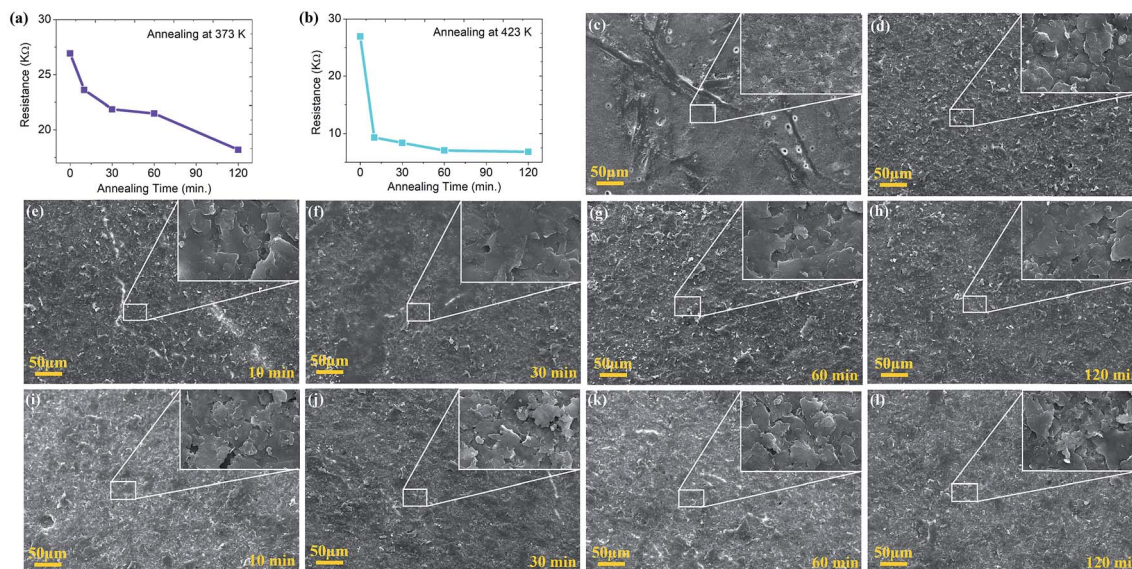 (a)
Annealing at 373 K
Resistance (KΩ)
30
25
20
0 30 60 90 120
Annealing Time (min.)
(b)
Annealing at 423 K
Resistance (KΩ)
30
20
10
0 30 60 90 120
Annealing Time (min.)
(c)
50μm
(d)
50μm
(e)
50μm
10 min
(f)
50μm
30 min
(g)
50μm
60 min
(h)
50μm
120 min
(i)
50μm
10 min
(j)
50μm
30 min
(k)
50μm
60 min
(l)
50μm
120 min